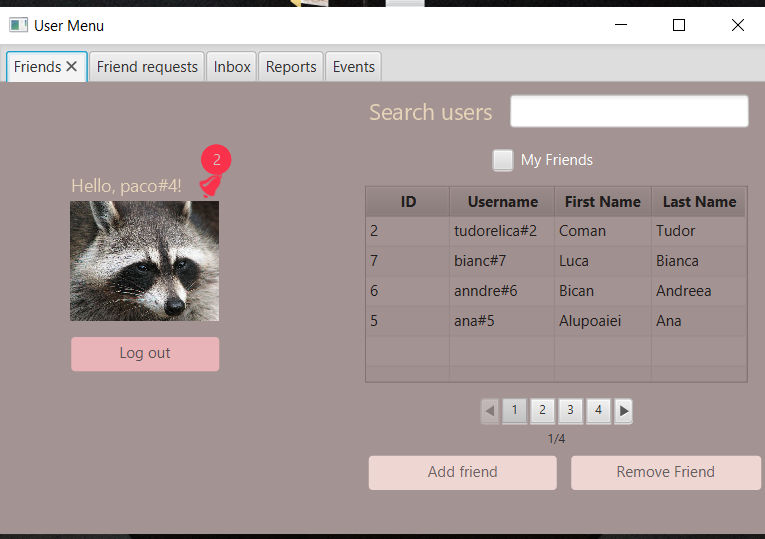 User Menu
Friends Friend requests Inbox Reports Events
Search users
My Friends
2
Hello, paco#4!
ID Username First Name Last Name
2 tudorelica#2 Coman Tudor
7 bianc#7 Luca Bianca
6 anndre#6 Bican Andreea
5 ana#5 Alupoaiei Ana
Log out
1 2 3 4
1/4
Add friend Remove Friend